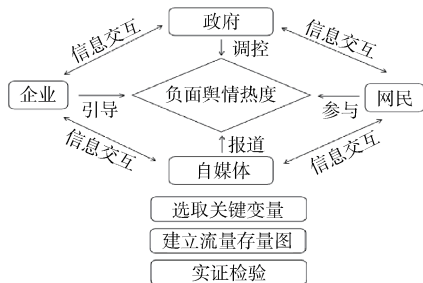 政府
信息交互
信息交互
调控
企业
引导
负面舆情热度
参与
网民
信息交互
报道
信息交互
自媒体
选取关键变量
建立流量存量图
实证检验